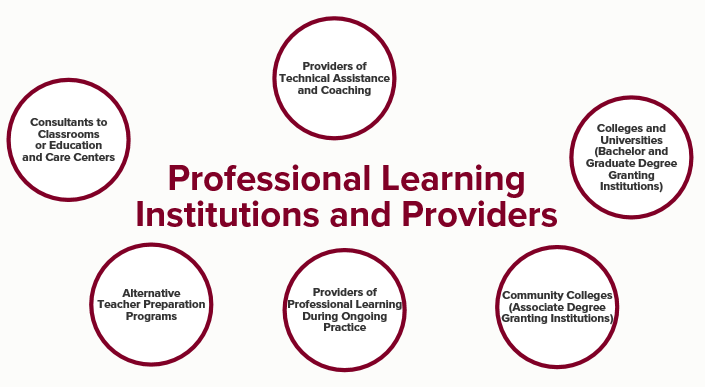 Providers of
Technical Assistance
and Coaching
Consultants to
Classrooms
or Education
and Care Centers
Colleges and
Universities
(Bachelor and
Graduate Degree
Granting
Institutions)
Professional Learning
Institutions and Providers
Alternative
Teacher Preparation
Programs
Providers of
Professional Learning
During Ongoing
Practice
Community Colleges
(Associate Degree
Granting Institutions)